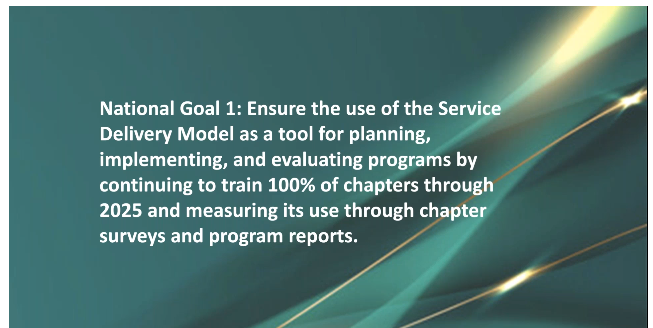 National Goal 1: Ensure the use of the Service
Delivery Model as a tool for planning,
implementing, and evaluating programs by
continuing to train 100% of chapters through
2025 and measuring its use through chapter
surveys and program reports.